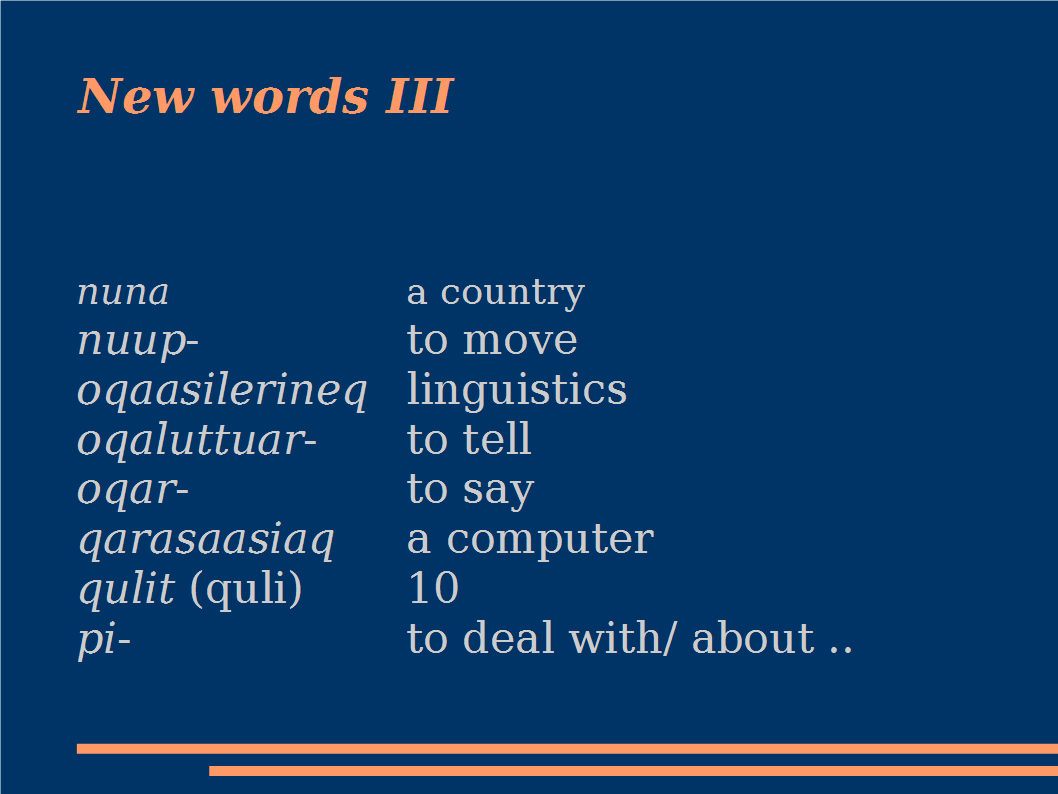 New words III
nuna a country
nuup- to move
oqaasilerineq linguistics
oqaluttuar- to tell
oqar- to say
qarasaasiaq a computer
qulit (quli) 10
pi- to deal with/ about ..